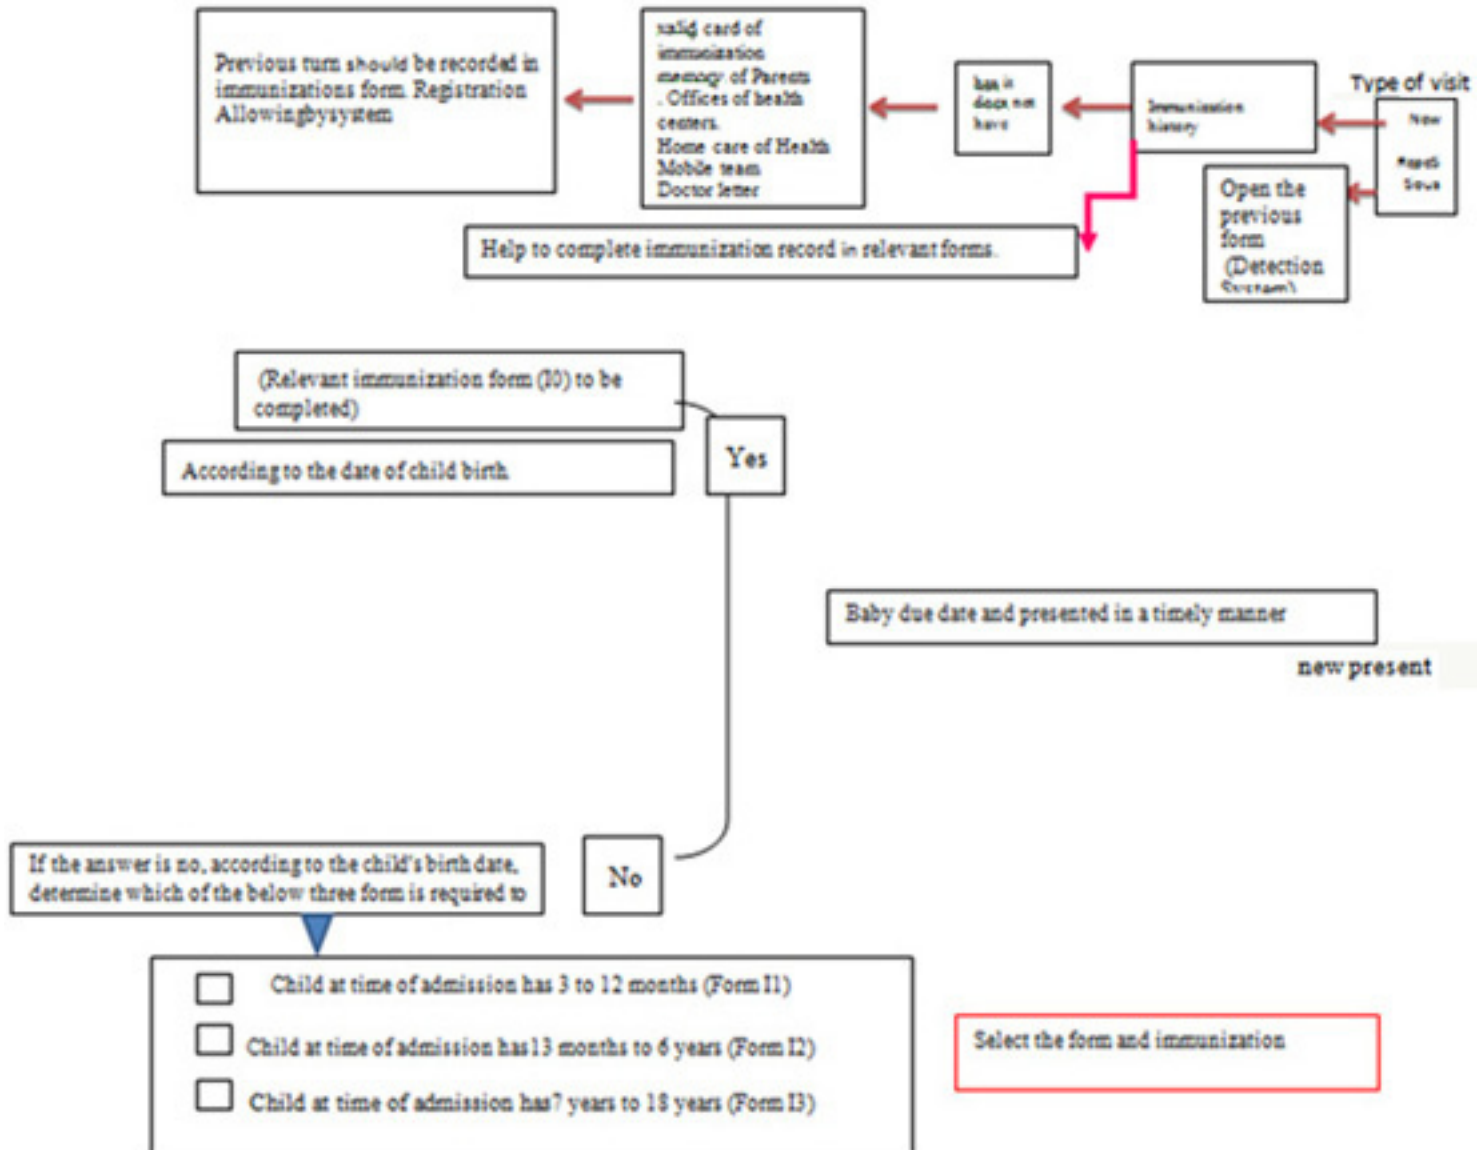 Previous turn should be recorded in
immunizations form. Registration
Allowingbysystem
valid card of
immunization
memory of Parents
. Offices of health
centers.
Home care of Health
Mobile team
Doctor letter
has it
does not
have
Immunization
history
Type of visit
New
Open the
previous
form
(Detection
System)
Help to complete immunization record in relevant forms.
(Relevant immunization form (I0) to be
completed)
According to the date of child birth
Yes
Baby due date and presented in a timely manner
new present
If the answer is no, according to the child's birth date,
determine which of the below three form is required to
No
Child at time of admission has 3 to 12 months (Form I1)
Child at time of admission has13 months to 6 years (Form I2)
Child at time of admission has7 years to 18 years (Form I3)
Select the form and immunization